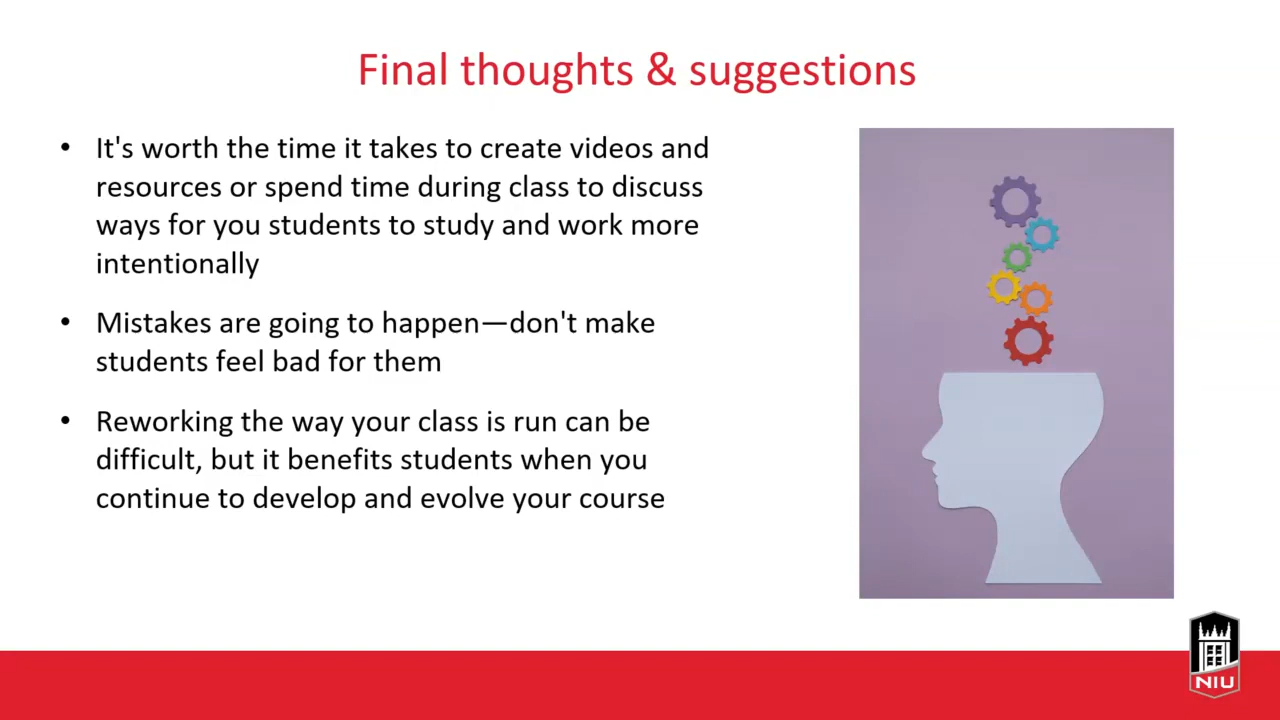 Final thoughts & suggestions
• It's worth the time it takes to create videos and
resources or spend time during class to discuss
ways for you students to study and work more
intentionally
• Mistakes are going to happen—don't make
students feel bad for them
• Reworking the way your class is run can be
difficult, but it benefits students when you
continue to develop and evolve your course
NIU